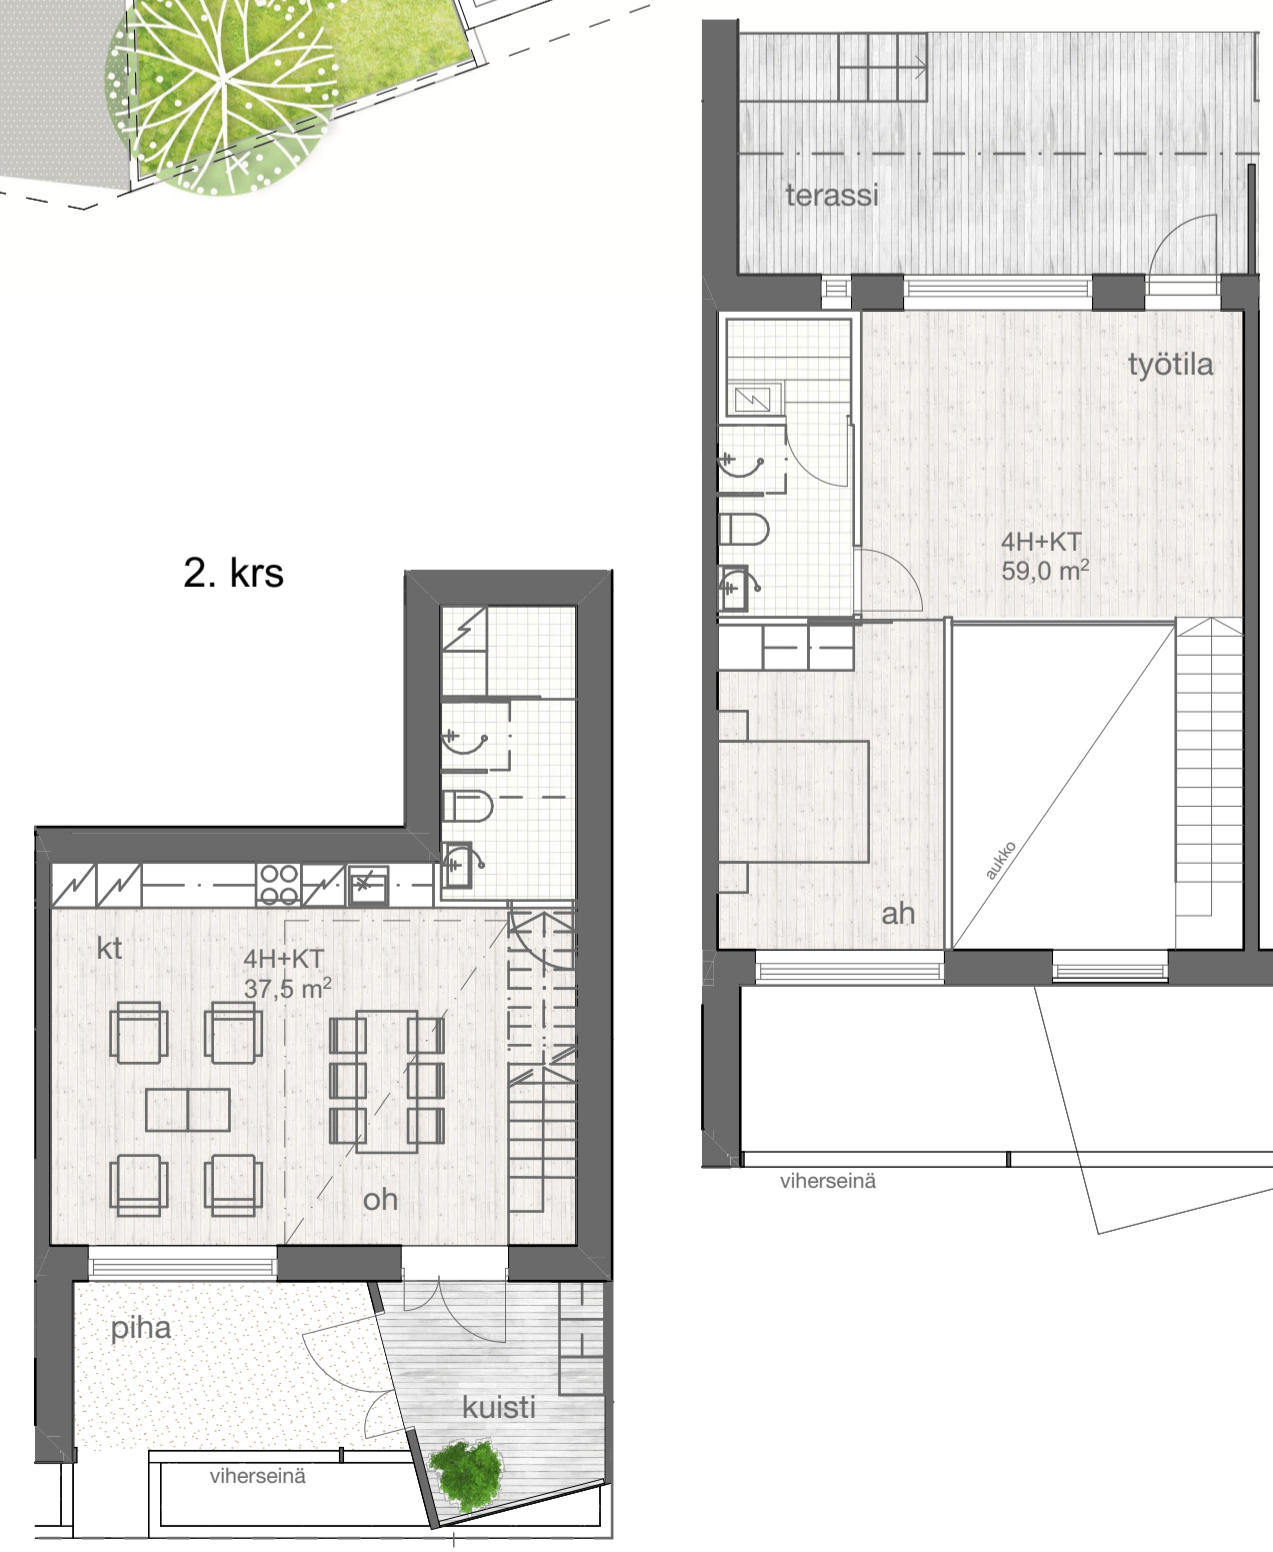 terassi
työtila
4H+KT
59,0 m²
aukko
ah
viherseinä
2. krs
kt
4H+KT
37,5 m²
oh
piha
kuisti
viherseinä